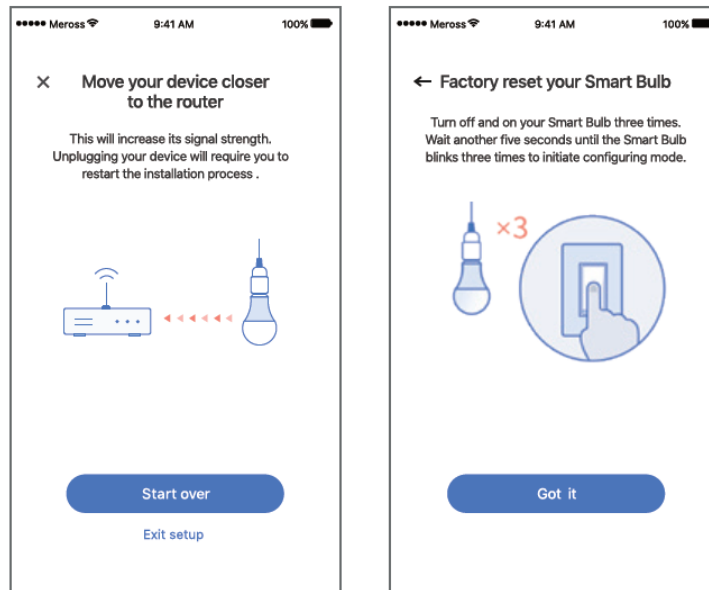 ●●●●● Meross 9:41 AM 100%
Move your device closer
to the router
This will increase its signal strength.
Unplugging your device will require you to
restart the installation process .
Start over
Exit setup
●●●●● Meross 9:41 AM 100%
Factory reset your Smart Bulb
Turn off and on your Smart Bulb three times.
Wait another five seconds until the Smart Bulb
blinks three times to initiate configuring mode.
×3
Got it